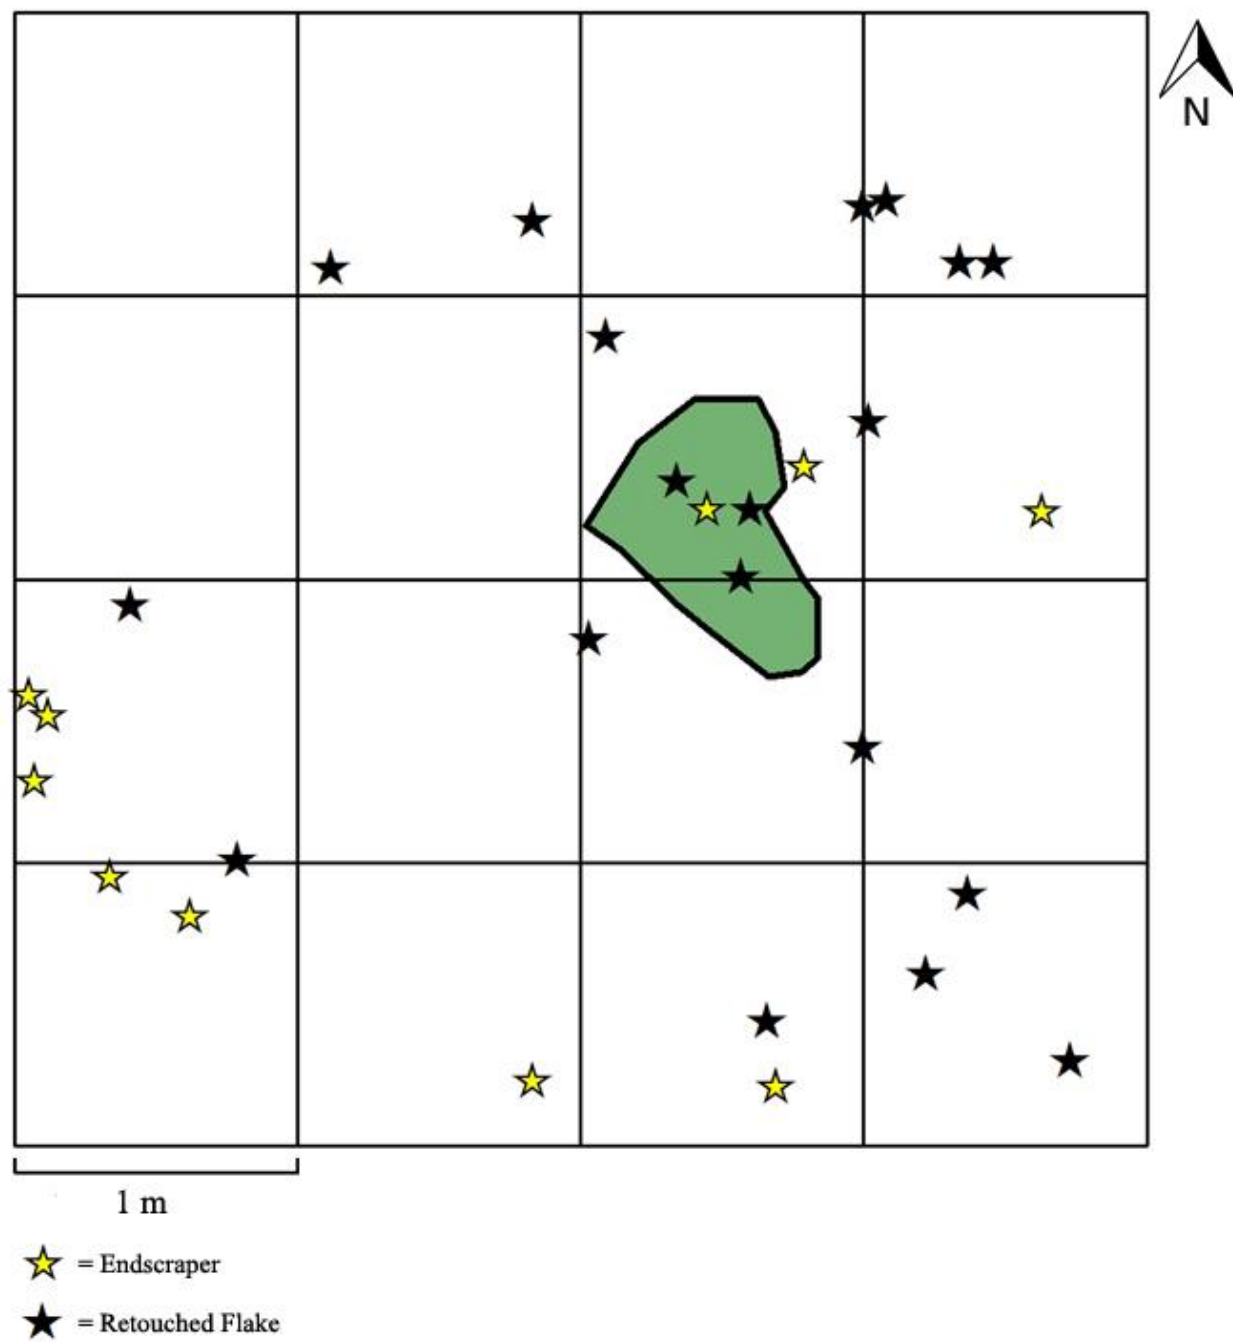 N
1 m
= Endscraper
= Retouched Flake